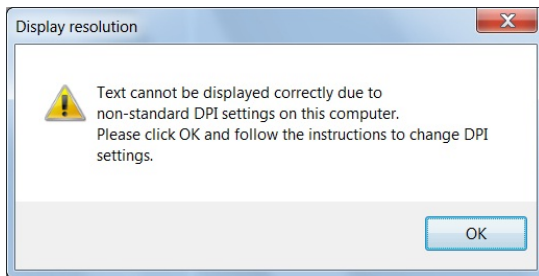 Display resolution
Text cannot be displayed correctly due to
non-standard DPI settings on this computer.
Please click OK and follow the instructions to change DPI
settings.
OK